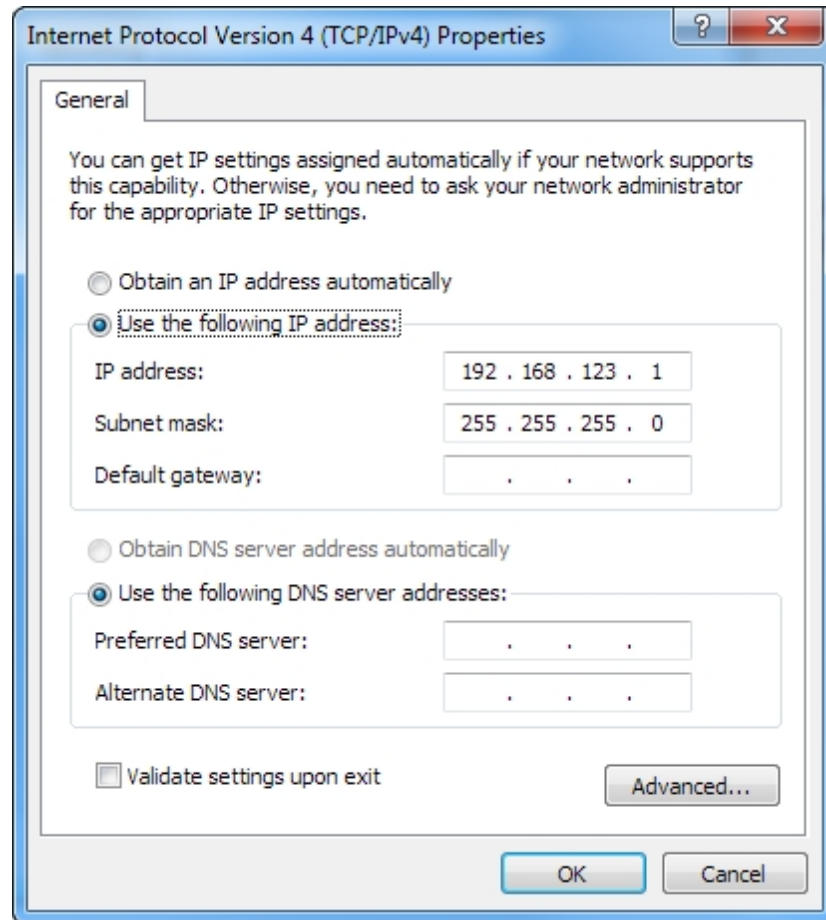 Internet Protocol Version 4 (TCP/IPv4) Properties
?
General
You can get IP settings assigned automatically if your network supports
this capability. Otherwise, you need to ask your network administrator
for the appropriate IP settings.
Obtain an IP address automatically
Use the following IP address:
IP address: 192 . 168 . 123 . 1
Subnet mask: 255 . 255 . 255 . 0
Default gateway: . . .
Obtain DNS server address automatically
Use the following DNS server addresses:
Preferred DNS server: . . .
Alternate DNS server: . . .
Validate settings upon exit
Advanced...
OK Cancel